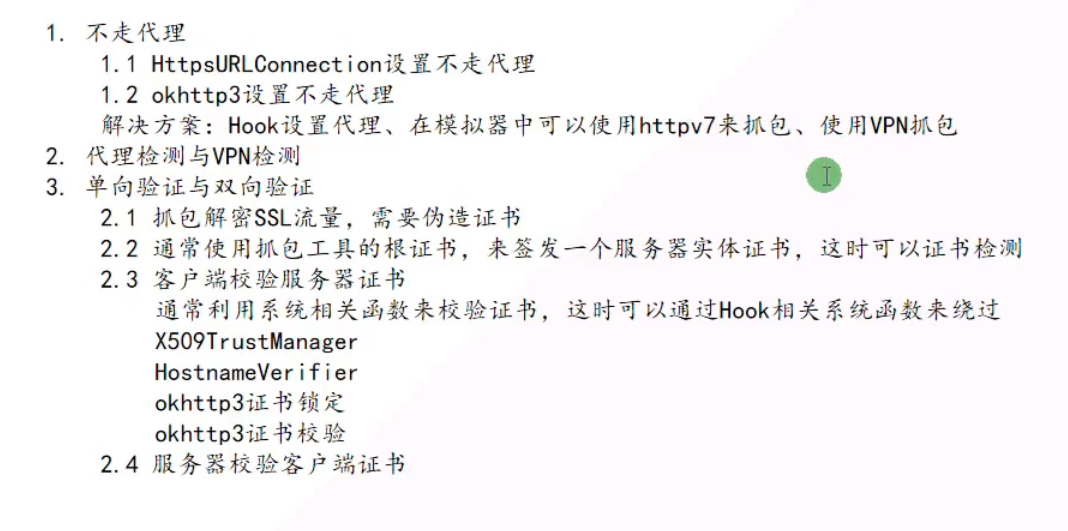 1. 不走代理
1.1 HttpsURLConnection设置不走代理
1.2 okhttp3设置不走代理
解决方案：Hook设置代理、在模拟器中可以使用httpv7来抓包、使用VPN抓包
2. 代理检测与VPN检测
3. 单向验证与双向验证
2.1 抓包解密SSL流量，需要伪造证书
2.2 通常使用抓包工具的根证书，来签发一个服务器实体证书，这时可以证书检测
2.3 客户端校验服务器证书
通常利用系统相关函数来校验证书，这时可以通过Hook相关系统函数来绕过
X509TrustManager
HostnameVerifier
okhttp3证书锁定
okhttp3证书校验
2.4 服务器校验客户端证书